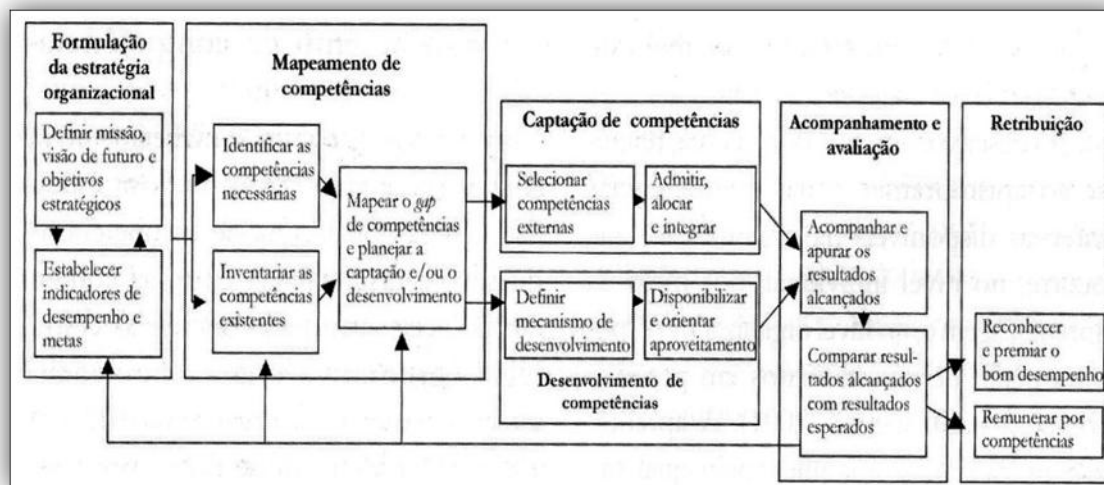 Formulação
da estratégia
organizacional
Definir missão,
visão de futuro e
objetivos
estratégicos
Estabelecer
indicadores de
desempenho e
metas
Mapeamento de
competências
Identificar as
competências
necessárias
Inventariar as
competências
existentes
Mapear o gap
de competências
e planejar a
captação e/ou o
desenvolvimento
Captação de competências
Selecionar
competências
externas
Admitir,
alocar
e integrar
Definir
mecanismo de
desenvolvimento
Disponibilizar
e orientar
aproveitamento
Desenvolvimento de
competências
Acompanhamento e
avaliação
Acompanhar e
apurar os
resultados
alcançados
Comparar resul-
tados alcançados
com resultados
esperados
Retribuição
Reconhecer
e premiar o
bom desempenho
Remunerar por
competências